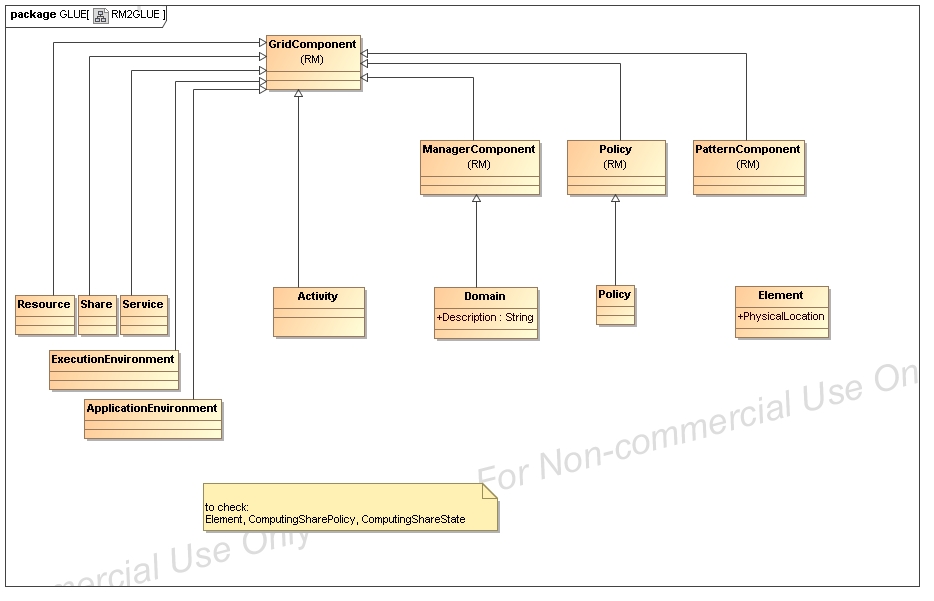 package GLUE[ RM2GLUE ]
GridComponent
(RM)
ManagerComponent
(RM)
Policy
(RM)
PatternComponent
(RM)
Resource
Share
Service
Activity
Domain
+Description : String
Policy
Element
+PhysicalLocation
ExecutionEnvironment
ApplicationEnvironment
For Non-commercial Use On
to check:
Element, ComputingSharePolicy, ComputingShareState
mercial Use Only